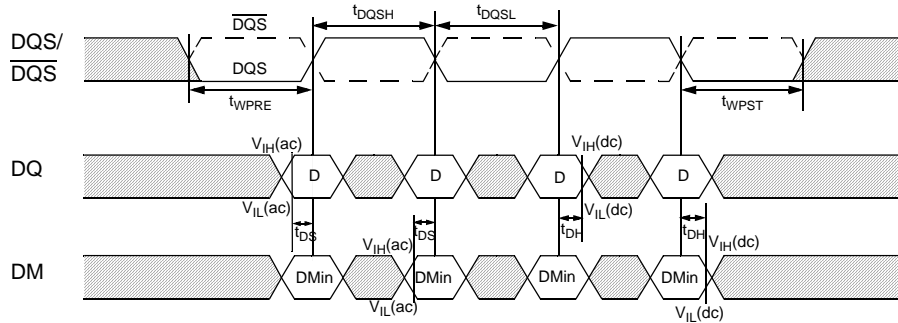 DQS/
DQS
DQS
DQS
tDQSH
tDQSL
tWPRE
tWPST
DQ
VIH(ac)
VIL(ac)
D
D
D
D
VIH(dc)
VIL(dc)
tDS
tDS
tDH
tDH
DM
VIH(ac)
VIL(ac)
DMin
DMin
DMin
DMin
VIH(dc)
VIL(dc)